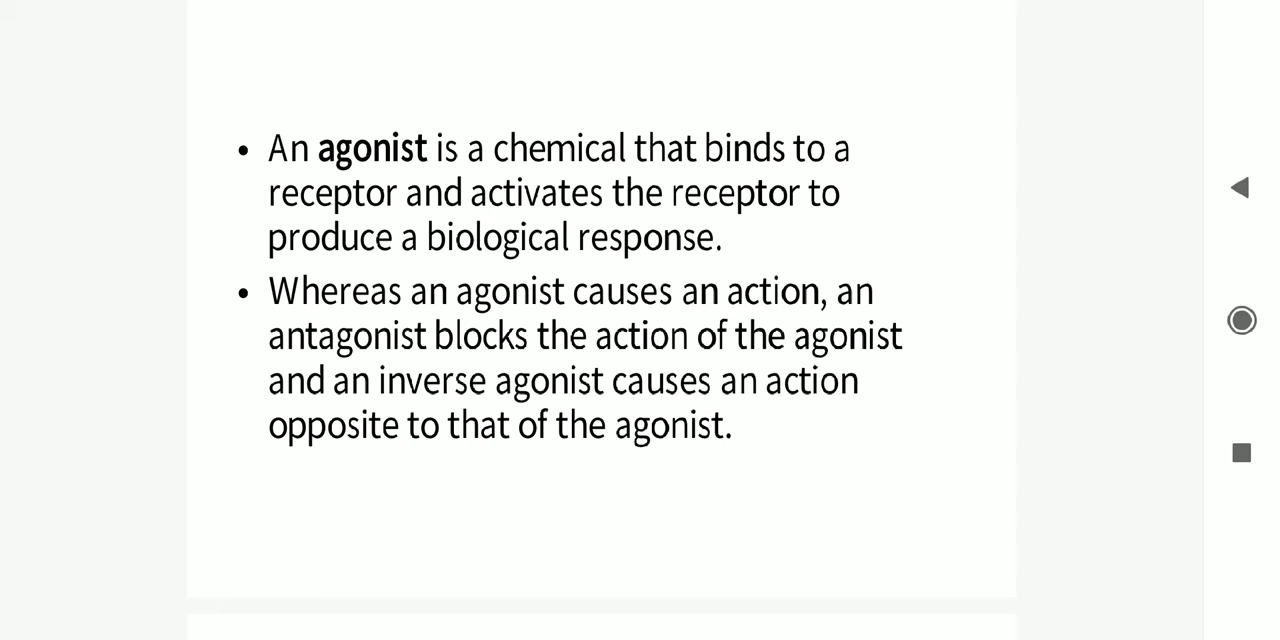 • An agonist is a chemical that binds to a
receptor and activates the receptor to
produce a biological response.
• Whereas an agonist causes an action, an
antagonist blocks the action of the agonist
and an inverse agonist causes an action
opposite to that of the agonist.